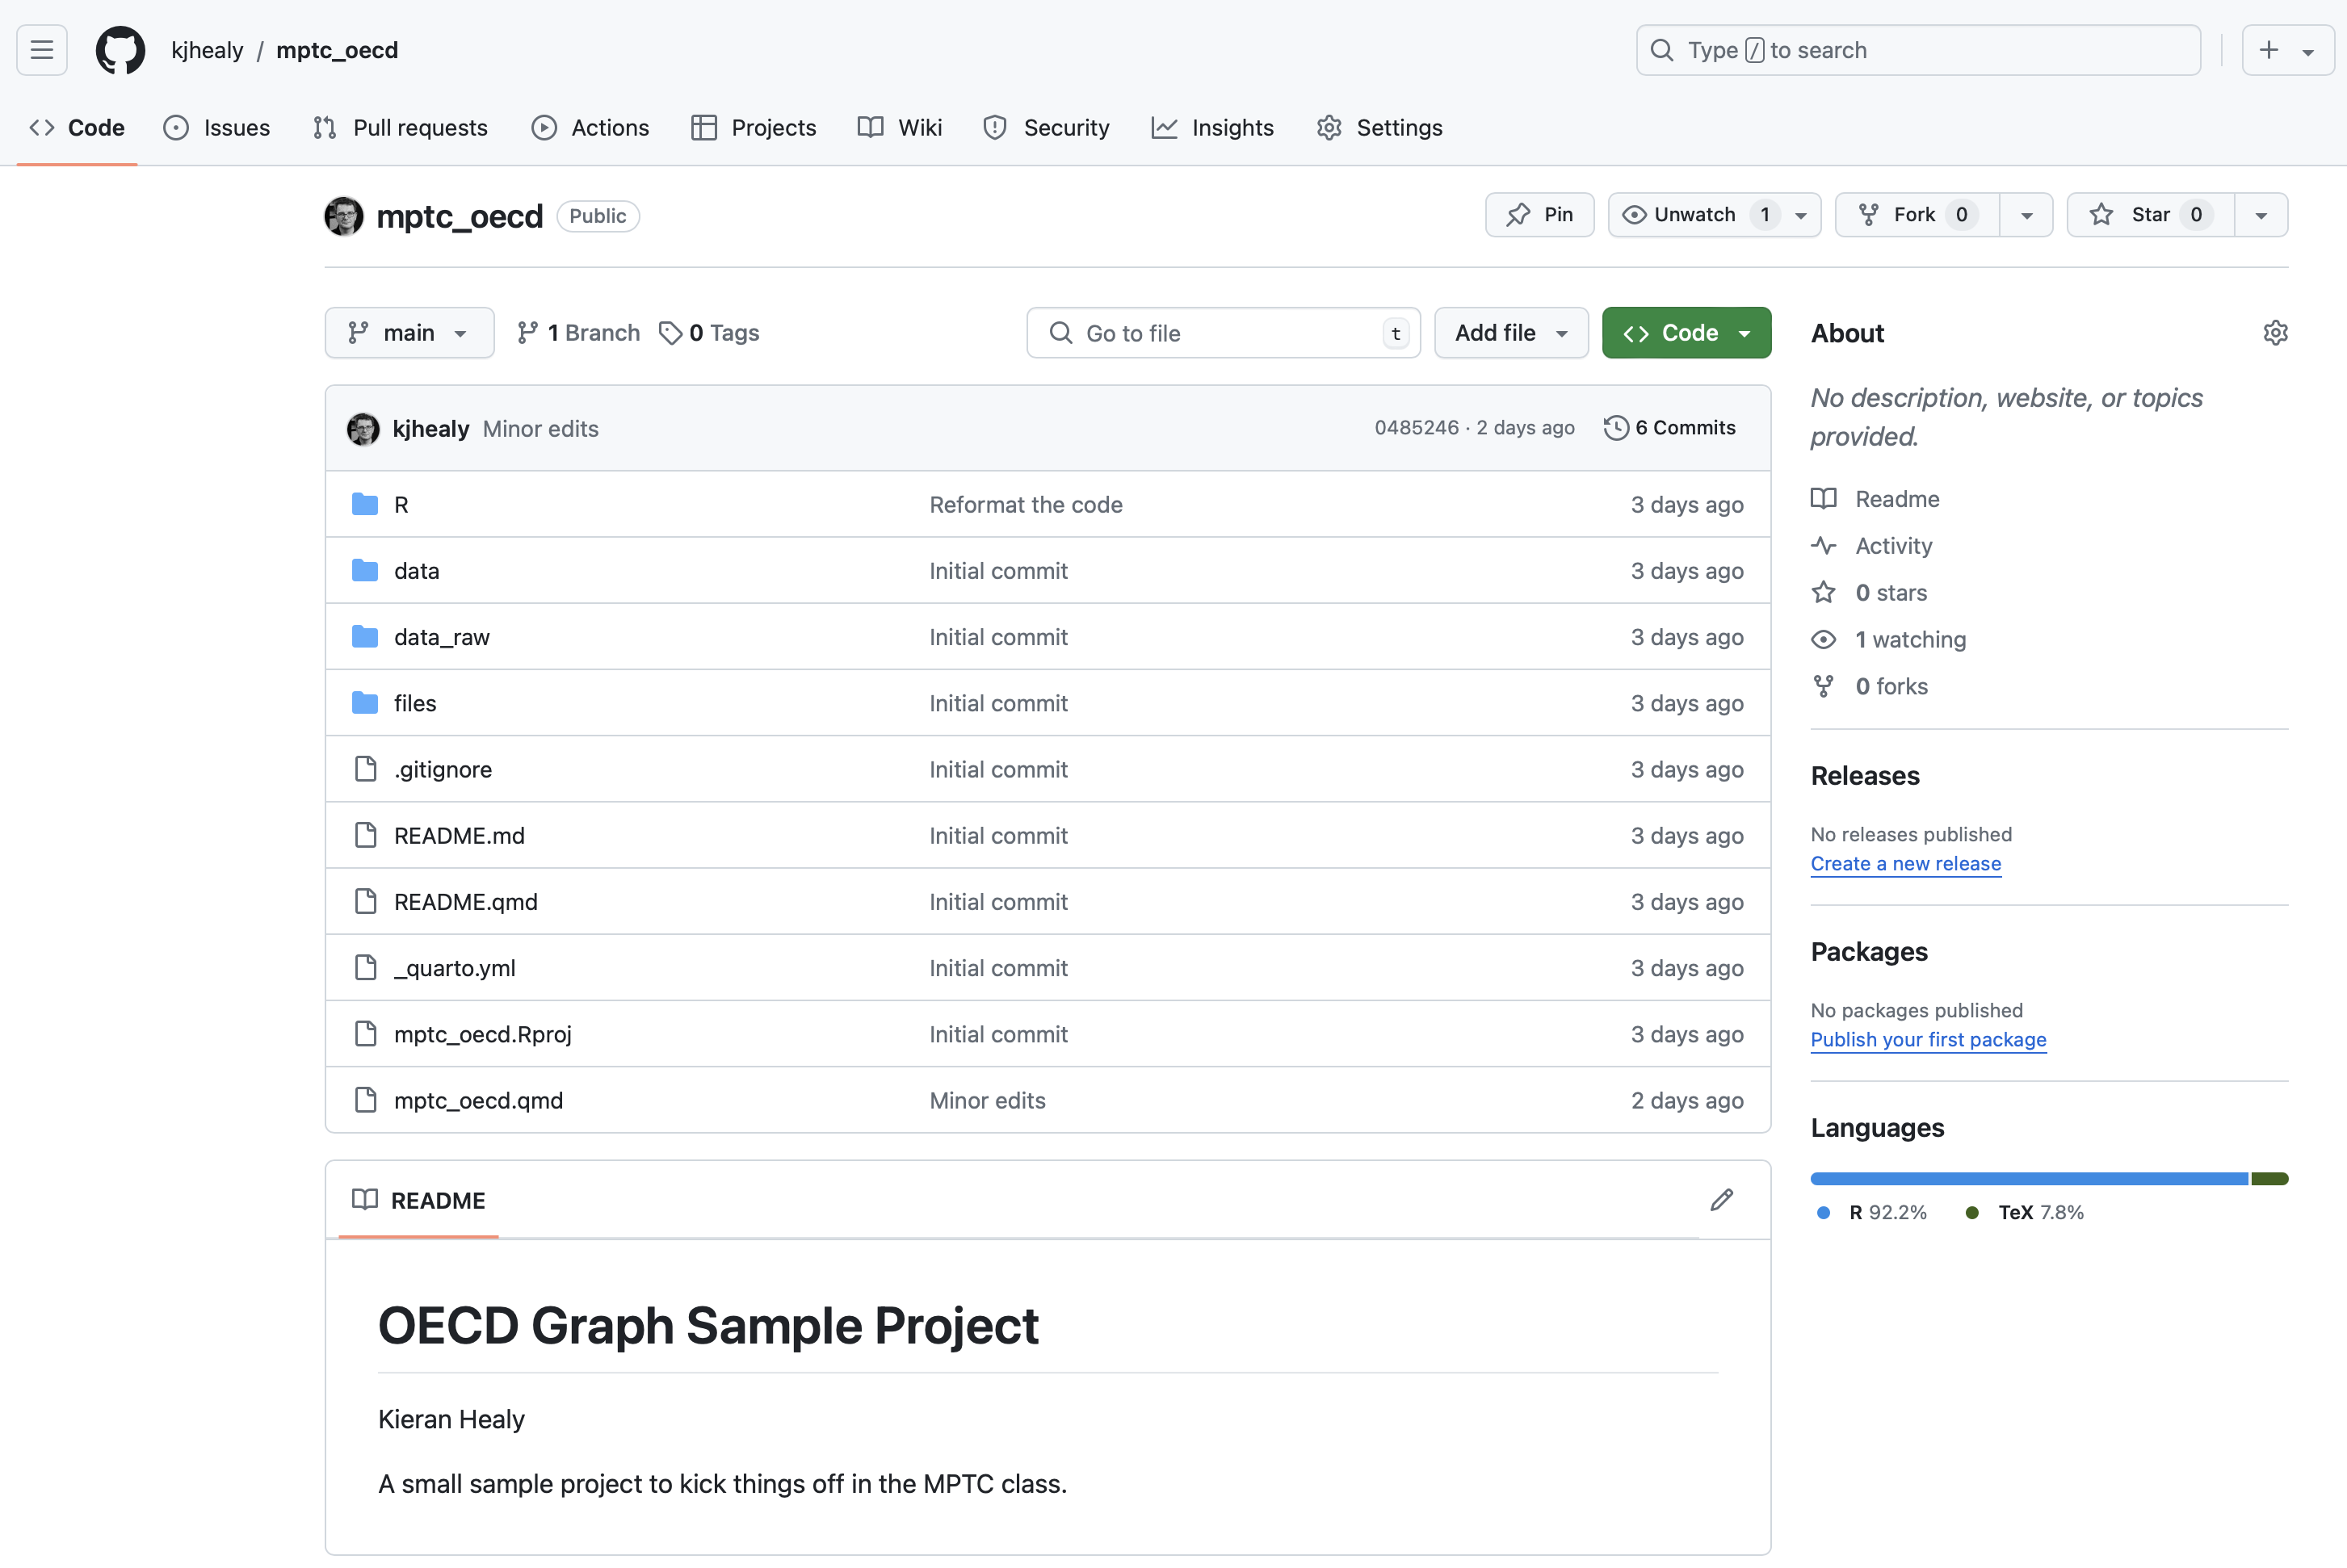 kjhealy / mptc_oecd
Type / to search
Code Issues Pull requests Actions Projects Wiki Security Insights Settings
mptc_oecd Public
Pin Unwatch 1 Fork 0 Star 0
main 1 Branch 0 Tags Go to file t Add file Code
kjhealy Minor edits 0485246 · 2 days ago 6 Commits
R Reformat the code 3 days ago
data Initial commit 3 days ago
data_raw Initial commit 3 days ago
files Initial commit 3 days ago
.gitignore Initial commit 3 days ago
README.md Initial commit 3 days ago
README.qmd Initial commit 3 days ago
_quarto.yml Initial commit 3 days ago
mptc_oecd.Rproj Initial commit 3 days ago
mptc_oecd.qmd Minor edits 2 days ago
README
OECD Graph Sample Project
Kieran Healy
A small sample project to kick things off in the MPTC class.
About
No description, website, or topics
provided.
Readme
Activity
0 stars
1 watching
0 forks
Releases
No releases published
Create a new release
Packages
No packages published
Publish your first package
Languages
R 92.2% TeX 7.8%